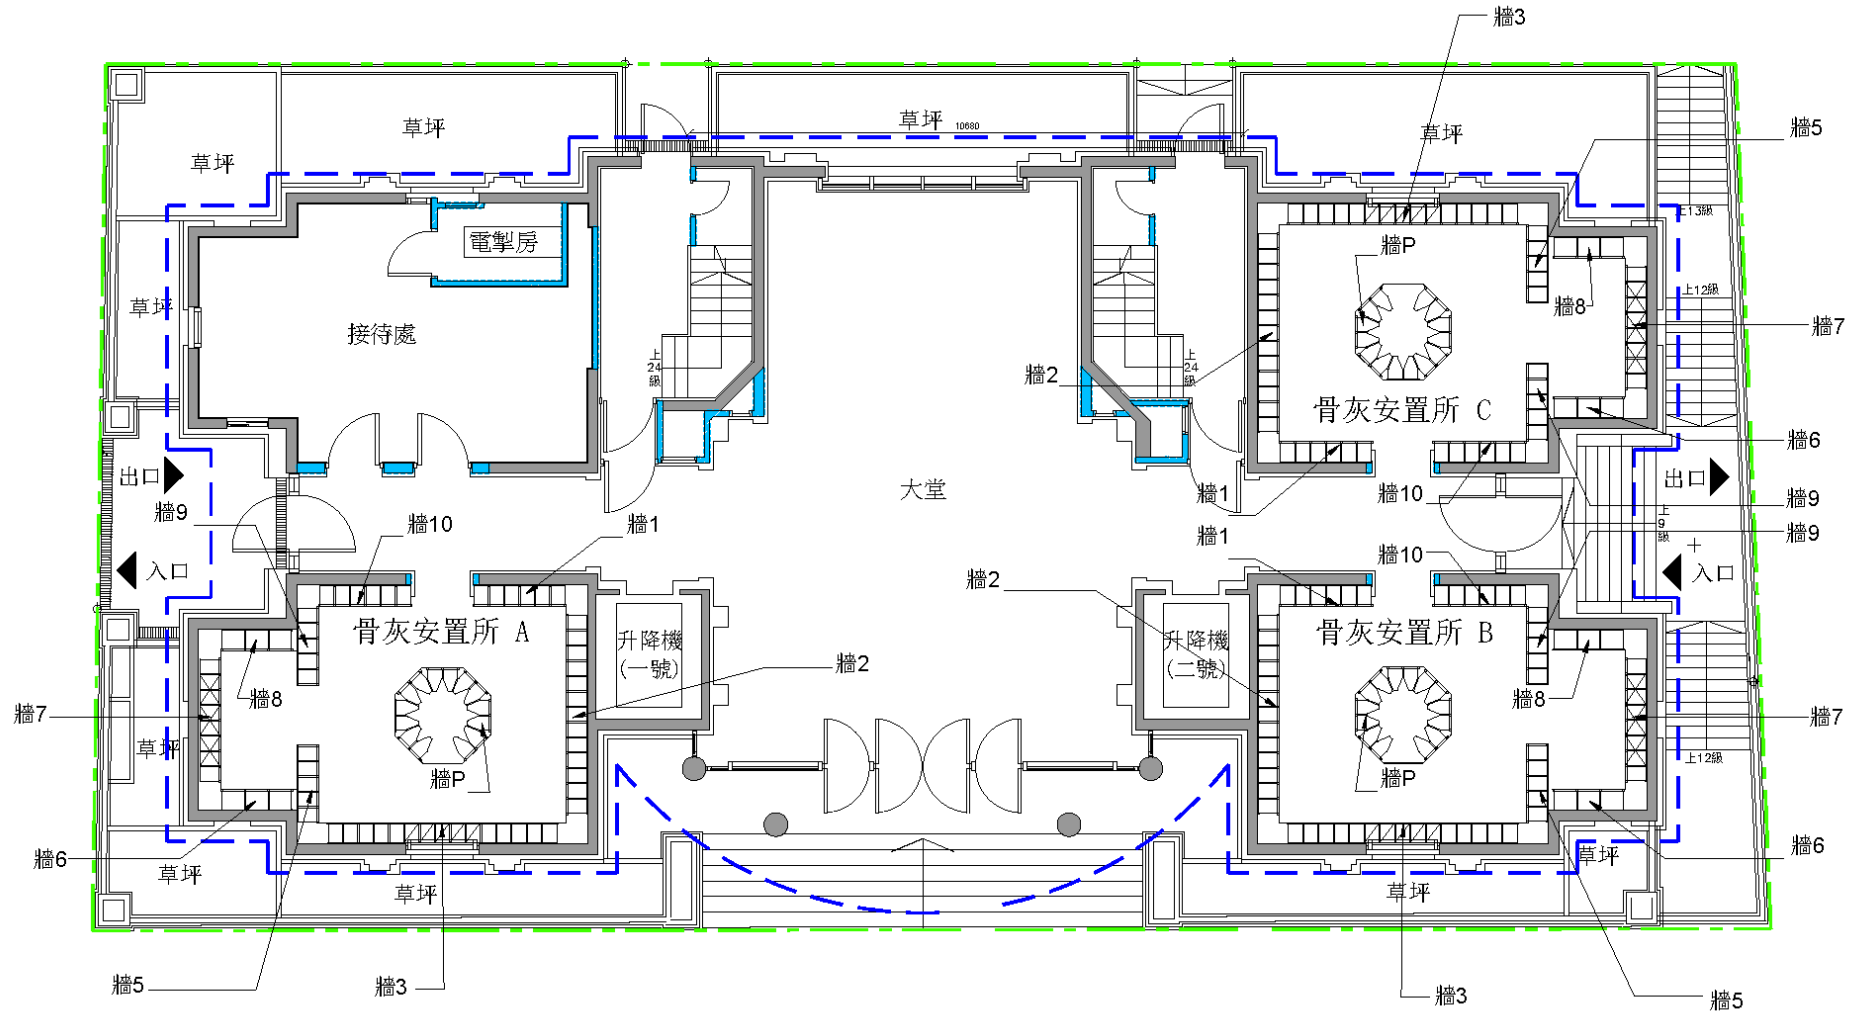 牆3
草坪
草坪
10680
草坪
牆5
草坪
上13級
電掣房
牆P
草坪
上12級
牆8
牆7
接待處
上
24
級
上
24
級
牆2
骨灰安置所 C
牆6
出口
大堂
牆1
牆10
出口
牆9
牆9
牆10
牆1
上
9
級
牆1
牆10
牆9
入口
牆2
入口
骨灰安置所 A
升降機
(一號)
升降機
(二號)
骨灰安置所 B
牆2
牆8
牆8
牆7
牆7
草坪
牆P
牆P
上12級
牆6
草坪
草坪
草坪
草坪
牆6
牆5
牆3
牆3
牆5